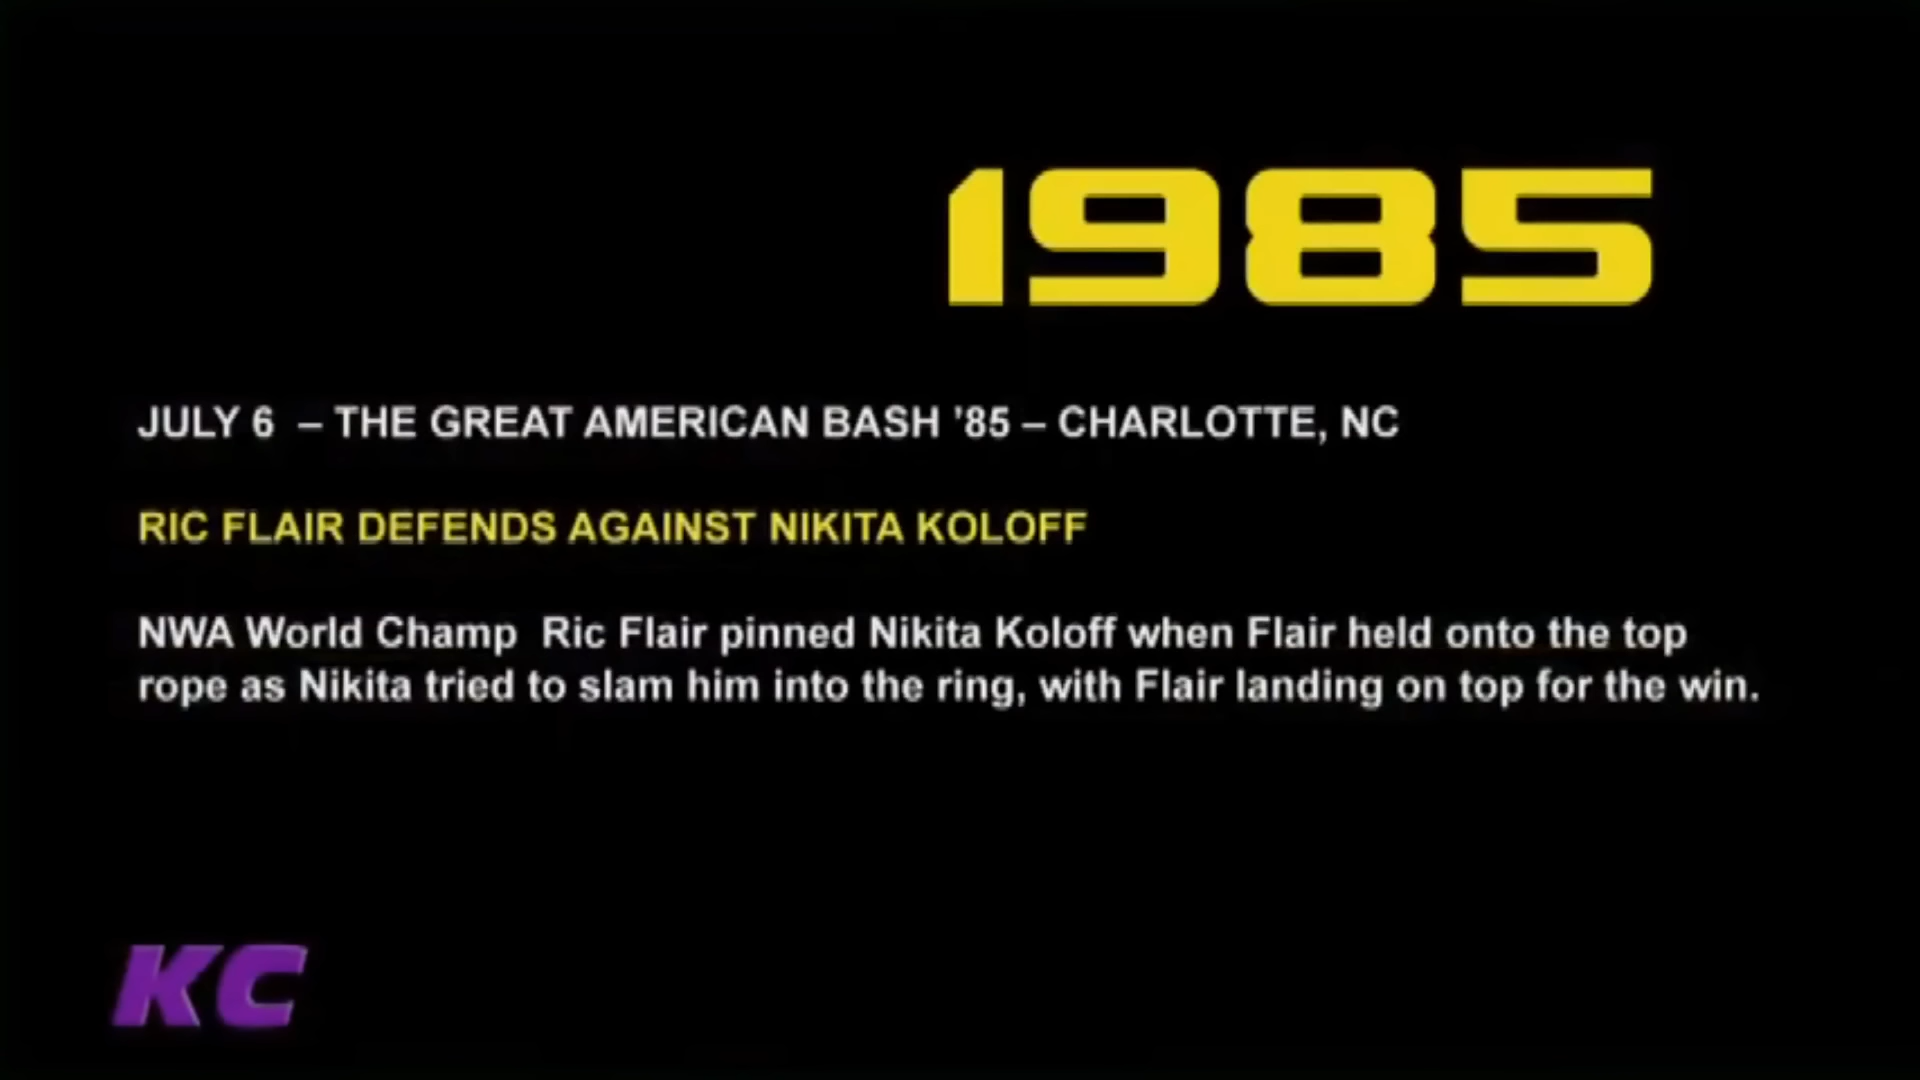 1985
JULY 6  – THE GREAT AMERICAN BASH ’85 – CHARLOTTE, NC
RIC FLAIR DEFENDS AGAINST NIKITA KOLOFF
NWA World Champ  Ric Flair pinned Nikita Koloff when Flair held onto the top
rope as Nikita tried to slam him into the ring, with Flair landing on top for the win.
KC